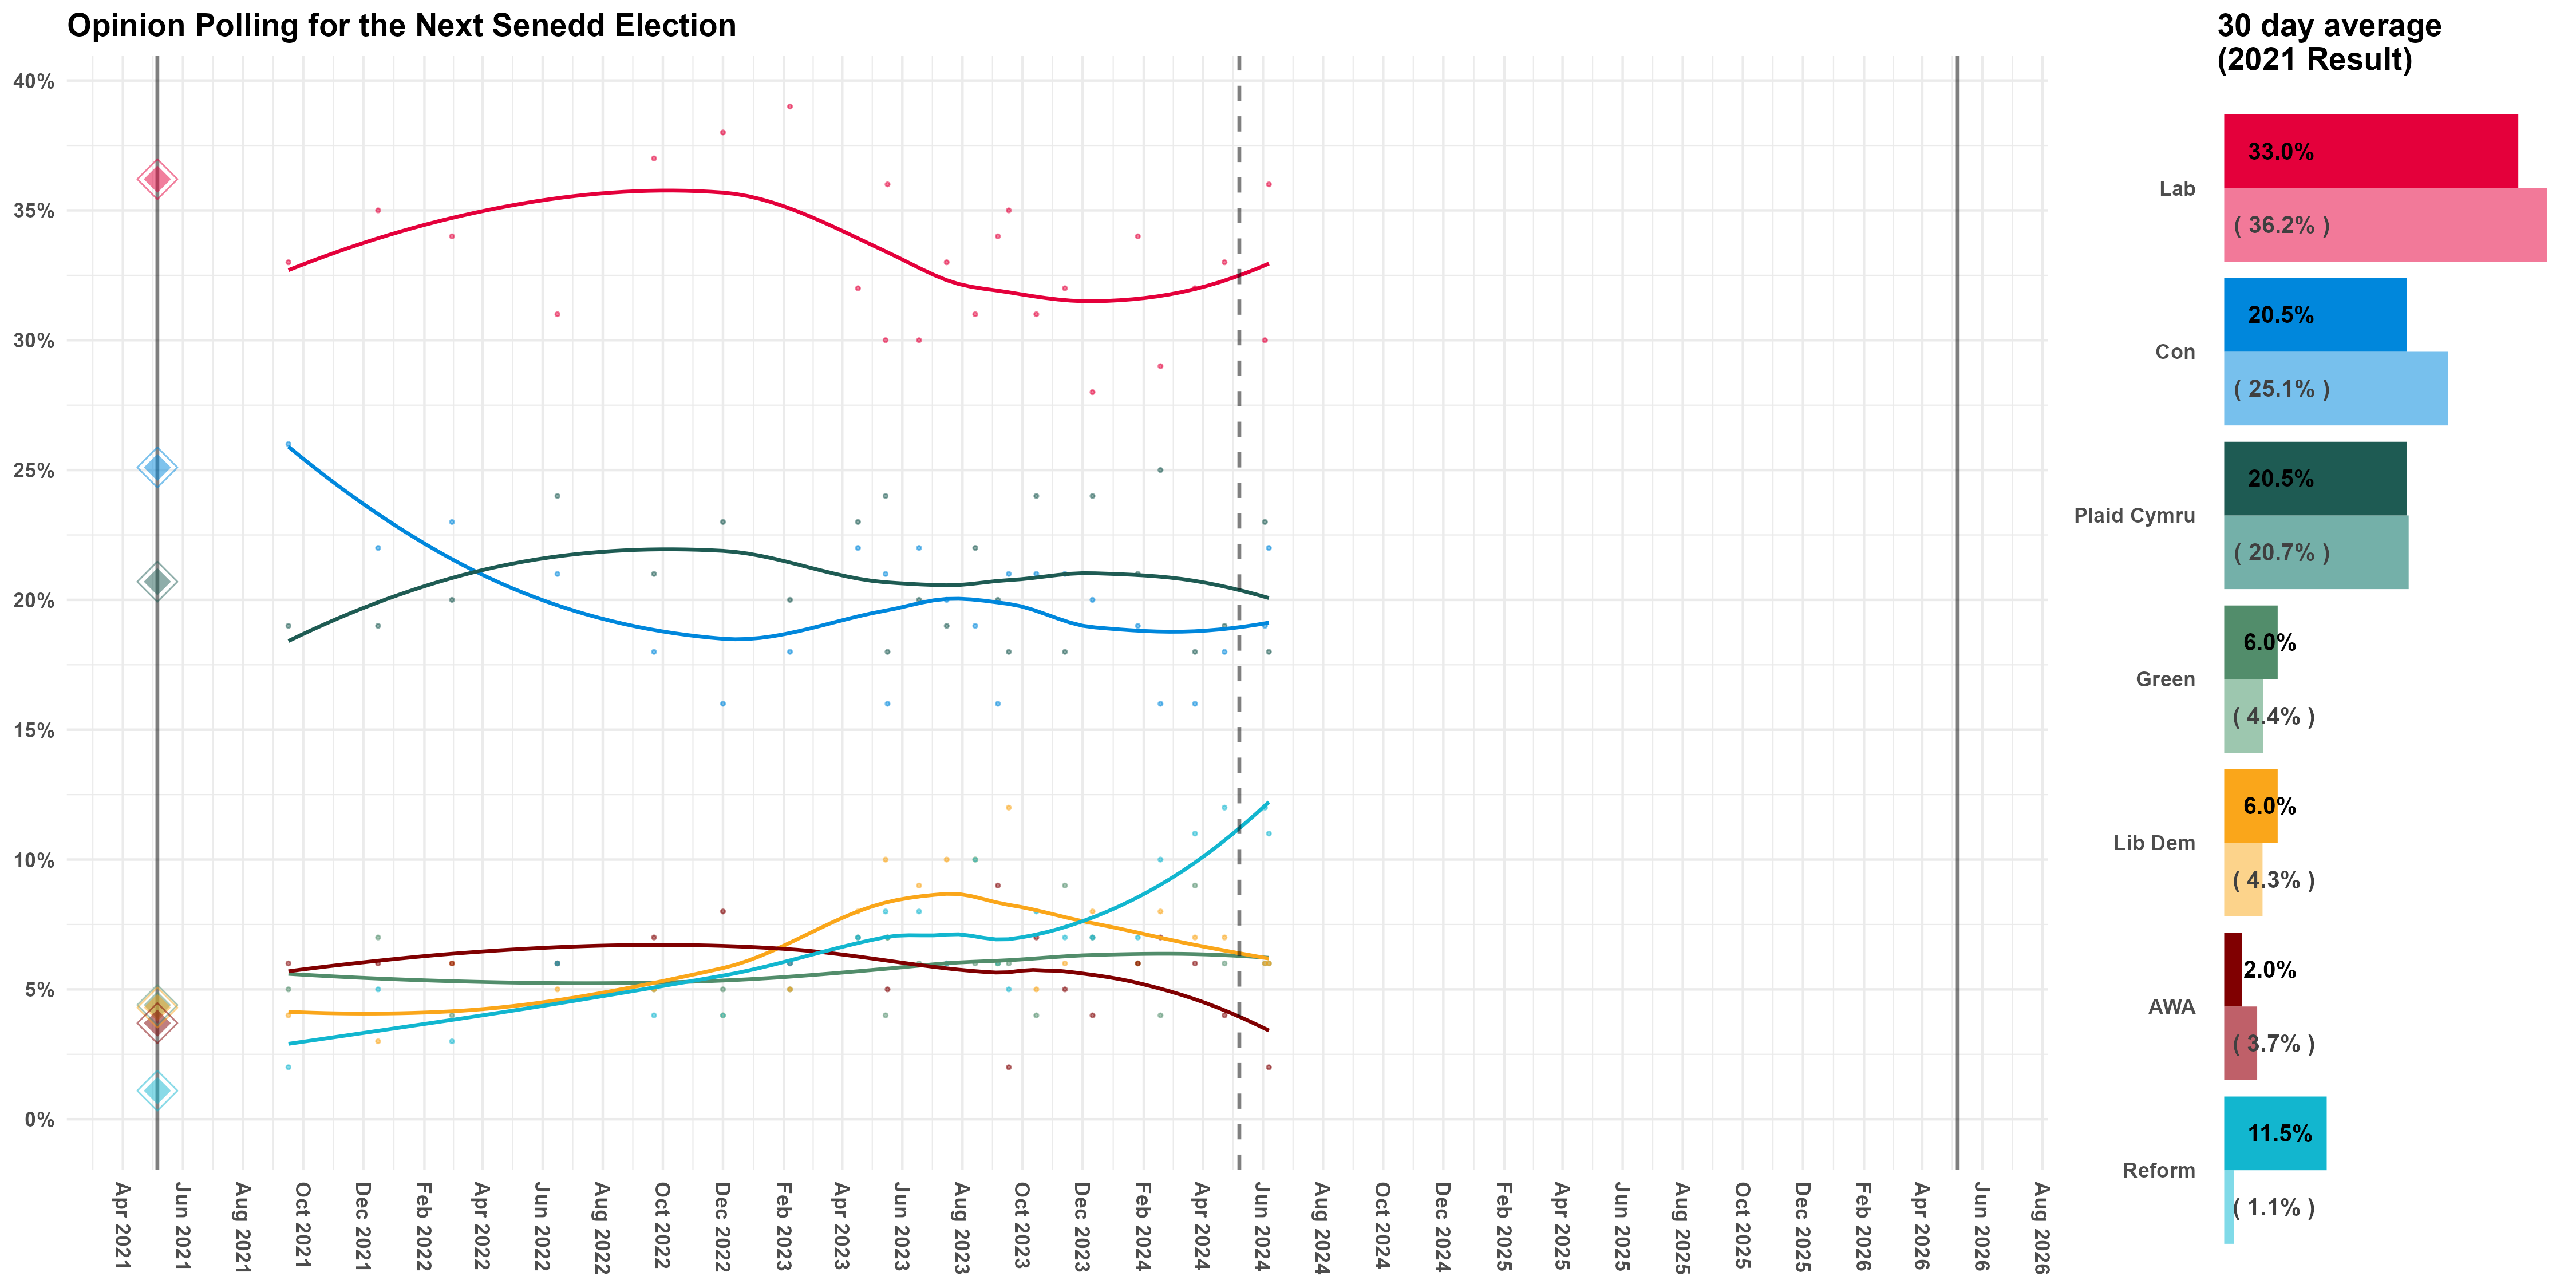 Opinion Polling for the Next Senedd Election
30 day average
(2021 Result)
40%
35%
30%
25%
20%
15%
10%
5%
0%
Apr 2021
Jun 2021
Aug 2021
Oct 2021
Dec 2021
Feb 2022
Apr 2022
Jun 2022
Aug 2022
Oct 2022
Dec 2022
Feb 2023
Apr 2023
Jun 2023
Aug 2023
Oct 2023
Dec 2023
Feb 2024
Apr 2024
Jun 2024
Aug 2024
Oct 2024
Dec 2024
Feb 2025
Apr 2025
Jun 2025
Aug 2025
Oct 2025
Dec 2025
Feb 2026
Apr 2026
Jun 2026
Aug 2026
Lab
33.0%
( 36.2% )
Con
20.5%
( 25.1% )
Plaid Cymru
20.5%
( 20.7% )
Green
6.0%
( 4.4% )
Lib Dem
6.0%
( 4.3% )
AWA
2.0%
( 3.7% )
Reform
11.5%
( 1.1% )